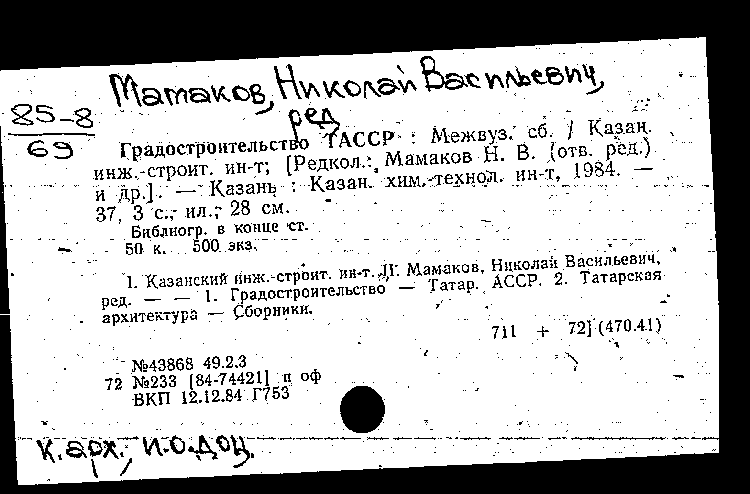 Мамаков, Николай Васильевич,
ред.
85-8
69
Градостроительство ТАССР : Межвуз. сб. / Казан.
инж.-строит. ин-т; [Редкол.: Мамаков Н. В. (отв. ред.)
и др.]. — Казань : Казан. хим.-технол. ин-т, 1984. —
37, 3 с.; ил.; 28 см.
Библиогр. в конце ст.
50 к. 500 экз.
1. Казанский инж.-строит. ин-т. II. Мамаков, Николай Васильевич,
ред. — — 1. Градостроительство — Татар. АССР. 2. Татарская
архитектура — Сборники.
711 + 72] (470.41)
№43868 49.2.3
72 №233 [84-74421] п оф
ВКП 12.12.84 Г753
к. арх., и.о. доц.